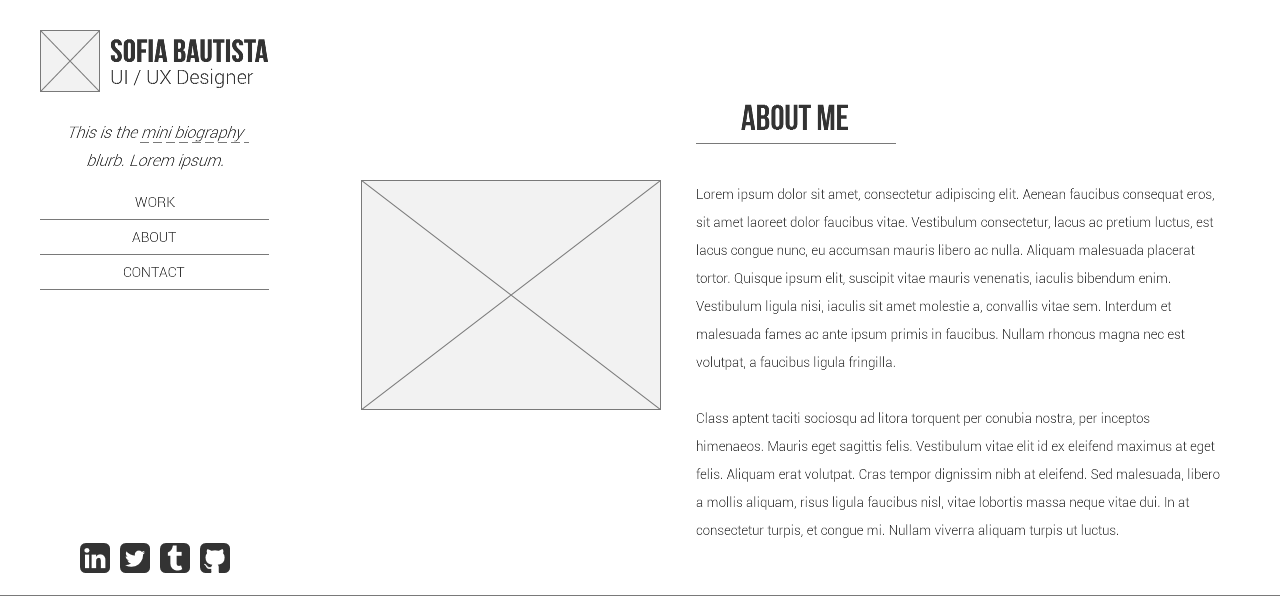 SOFIA BAUTISTA
UI / UX Designer
This is the mini biography
blurb. Lorem ipsum.
WORK
ABOUT
CONTACT
ABOUT ME
Lorem ipsum dolor sit amet, consectetur adipiscing elit. Aenean faucibus consequat eros,
sit amet laoreet dolor faucibus vitae. Vestibulum consectetur, lacus ac pretium luctus, est
lacus congue nunc, eu accumsan mauris libero ac nulla. Aliquam malesuada placerat
tortor. Quisque ipsum elit, suscipit vitae mauris venenatis, iaculis bibendum enim.
Vestibulum ligula nisi, iaculis sit amet molestie a, convallis vitae sem. Interdum et
malesuada fames ac ante ipsum primis in faucibus. Nullam rhoncus magna nec est
volutpat, a faucibus ligula fringilla.
Class aptent taciti sociosqu ad litora torquent per conubia nostra, per inceptos
himenaeos. Mauris eget sagittis felis. Vestibulum vitae elit id ex eleifend maximus at eget
felis. Aliquam erat volutpat. Cras tempor dignissim nibh at eleifend. Sed malesuada, libero
a mollis aliquam, risus ligula faucibus nisl, vitae lobortis massa neque vitae dui. In at
consectetur turpis, et congue mi. Nullam viverra aliquam turpis ut luctus.
in
t